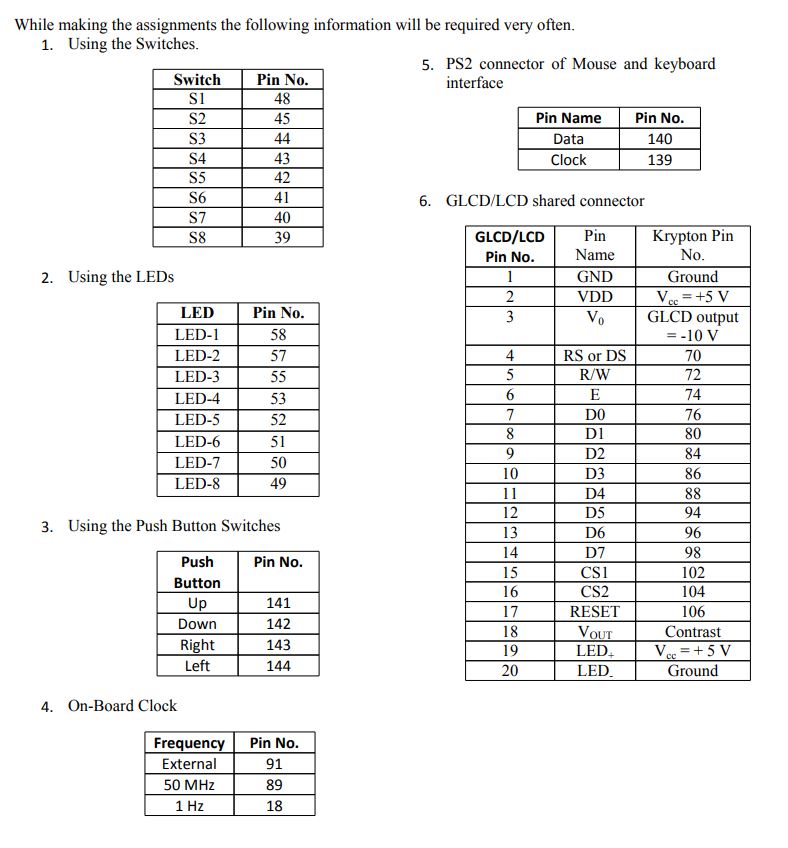 While making the assignments the following information will be required very often.
1. Using the Switches.
Switch Pin No.
S1 48
S2 45
S3 44
S4 43
S5 42
S6 41
S7 40
S8 39
2. Using the LEDs
LED Pin No.
LED-1 58
LED-2 57
LED-3 55
LED-4 53
LED-5 52
LED-6 51
LED-7 50
LED-8 49
3. Using the Push Button Switches
Push Pin No.
Button
Up 141
Down 142
Right 143
Left 144
4. On-Board Clock
Frequency Pin No.
External 91
50 MHz 89
1 Hz 18
5. PS2 connector of Mouse and keyboard
interface
Pin Name Pin No.
Data 140
Clock 139
6. GLCD/LCD shared connector
GLCD/LCD Pin Krypton Pin
Pin No. Name No.
1 GND Ground
2 VDD Vcc = +5 V
3 V0 GLCD output
= -10 V
4 RS or DS 70
5 R/W 72
6 E 74
7 D0 76
8 D1 80
9 D2 84
10 D3 86
11 D4 88
12 D5 94
13 D6 96
14 D7 98
15 CS1 102
16 CS2 104
17 RESET 106
18 VOUT Contrast
19 LED+ Vcc = + 5 V
20 LED- Ground